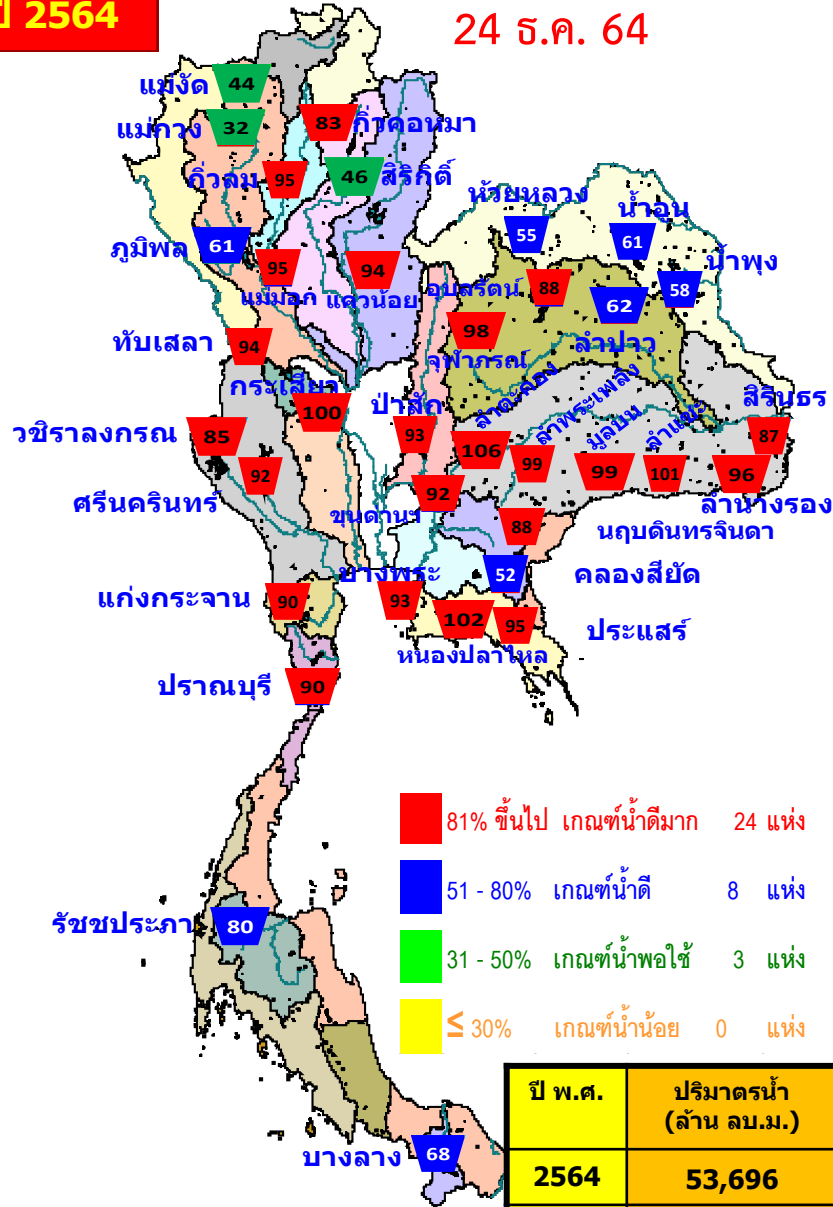 ปี 2564
24 ธ.ค. 64
แม่งัด 44
แม่กวง 32
83 กิ่วคอหมา
กิ่วลม 95
46 สิริกิติ์
ห้วยหลวง 55
น้ำอูน 61
ภูมิพล 61
95 แม่มอก
94 แควน้อย
อุบลรัตน์ 88
62 ลำปาว
58 น้ำพุง
98 จุฬาภรณ์
ทับเสลา 94
กระเสียว 100
ป่าสัก 93
ลำตะคอง 106
ลำพระเพลิง 99
มูลบน 99
ลำแชะ 101
สิรินธร 87
วชิราลงกรณ 85
92
ศรีนครินทร์
96 ลำนางรอง
92 ขุนด่านฯ
88 นฤบดินทรจินดา
บางพระ 93
52 คลองสียัด
แก่งกระจาน 90
102 หนองปลาไหล
95 ประแสร์
ปราณบุรี 90
81% ขึ้นไป เกณฑ์น้ำดีมาก 24 แห่ง
51 - 80% เกณฑ์น้ำดี 8 แห่ง
รัชชประภา 80
31 - 50% เกณฑ์น้ำพอใช้ 3 แห่ง
≤ 30% เกณฑ์น้ำน้อย 0 แห่ง
ปี พ.ศ. ปริมาตรน้ำ
(ล้าน ลบ.ม.)
บางลาง 68
2564 53,696